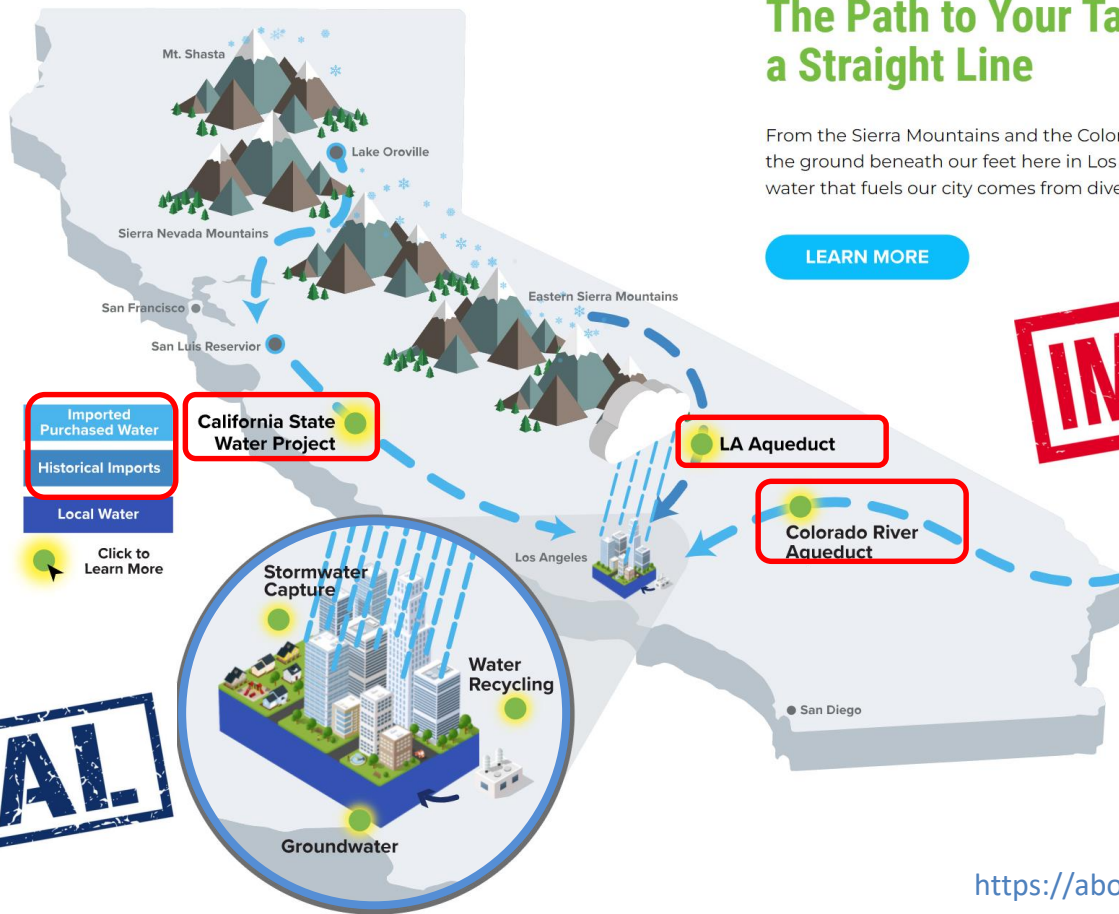 The Path to Your Ta
a Straight Line
From the Sierra Mountains and the Color
the ground beneath our feet here in Los
water that fuels our city comes from dive
LEARN MORE
Mt. Shasta
Lake Oroville
Sierra Nevada Mountains
Eastern Sierra Mountains
San Francisco
San Luis Reservior
Imported
Purchased Water
Historical Imports
Local Water
Click to
Learn More
California State
Water Project
LA Aqueduct
Colorado River
Aqueduct
Los Angeles
Stormwater
Capture
Water
Recycling
Groundwater
San Diego
IN
AL
https://abo